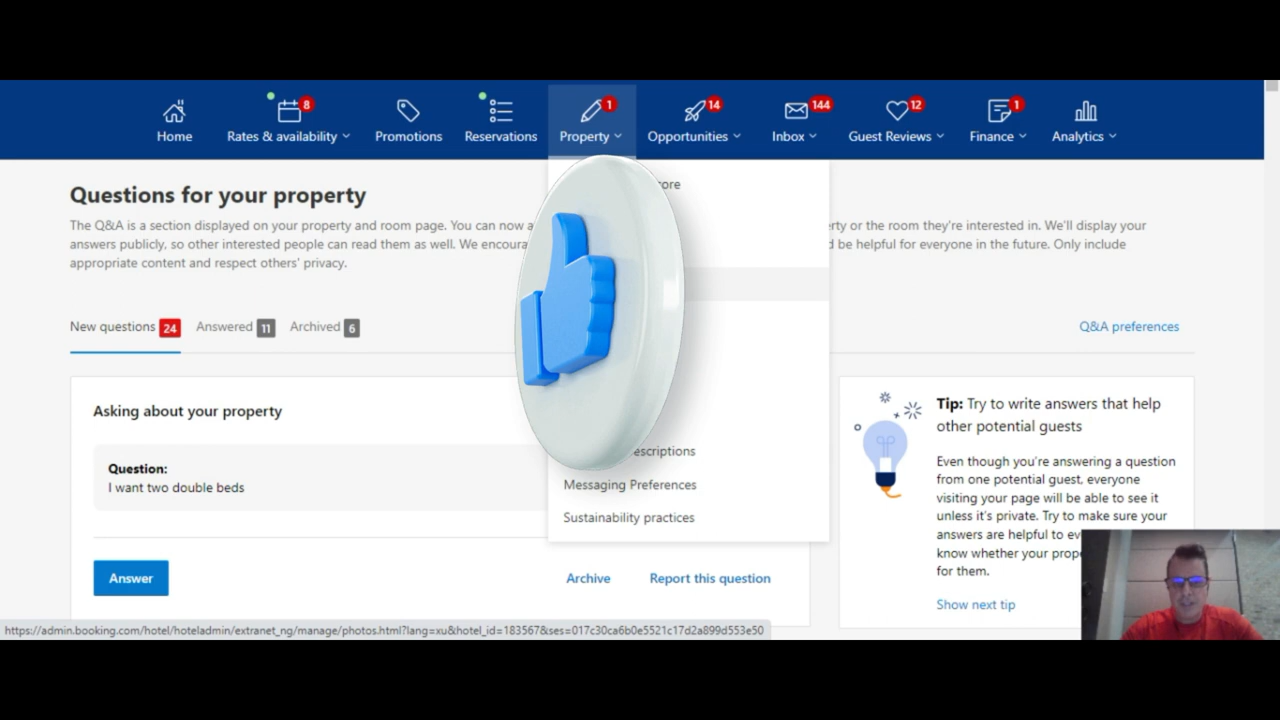 8
1
14
144
12
1
Home
Rates & availability
Promotions
Reservations
Property
Opportunities
Inbox
Guest Reviews
Finance
Analytics
Questions for your property
The Q&A is a section displayed on your property and room page. You can now a
rty or the room they're interested in. We'll display your
answers publicly, so other interested people can read them as well. We encoura
d be helpful for everyone in the future. Only include
appropriate content and respect others' privacy.
ore
New questions 24
Answered 11
Archived 6
Q&A preferences
Asking about your property
Question:
I want two double beds
escriptions
Messaging Preferences
Sustainability practices
Answer
Archive
Report this question
Tip: Try to write answers that help
other potential guests
Even though you're answering a question
from one potential guest, everyone
visiting your page will be able to see it
unless it's private. Try to make sure your
answers are helpful to ev
know whether your prope
for them.
Show next tip
https://admin.booking.com/hotel/hoteladmin/extranet_ng/manage/photos.html?lang=xu&hotel_id=183567&ses=017c30ca6b0e5521c17d2a899d553e50